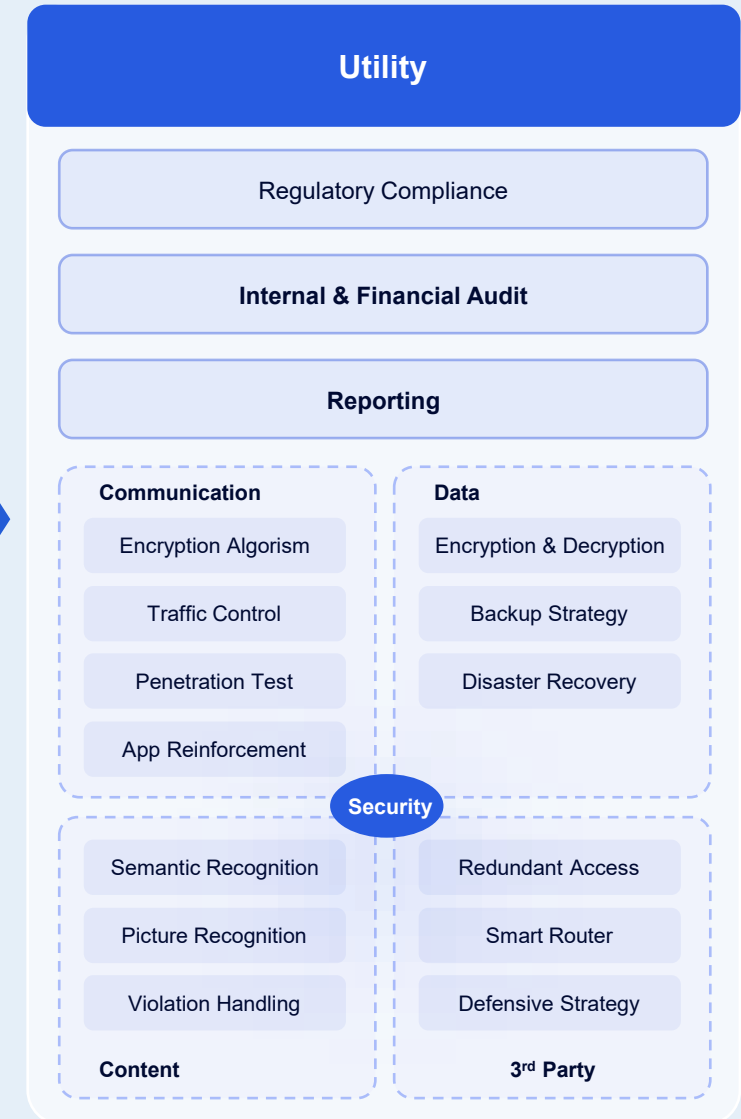 Utility
Regulatory Compliance
Internal & Financial Audit
Reporting
Communication
Encryption Algorism
Traffic Control
Penetration Test
App Reinforcement
Data
Encryption & Decryption
Backup Strategy
Disaster Recovery
Security
Semantic Recognition
Picture Recognition
Violation Handling
Content
Redundant Access
Smart Router
Defensive Strategy
3rd Party